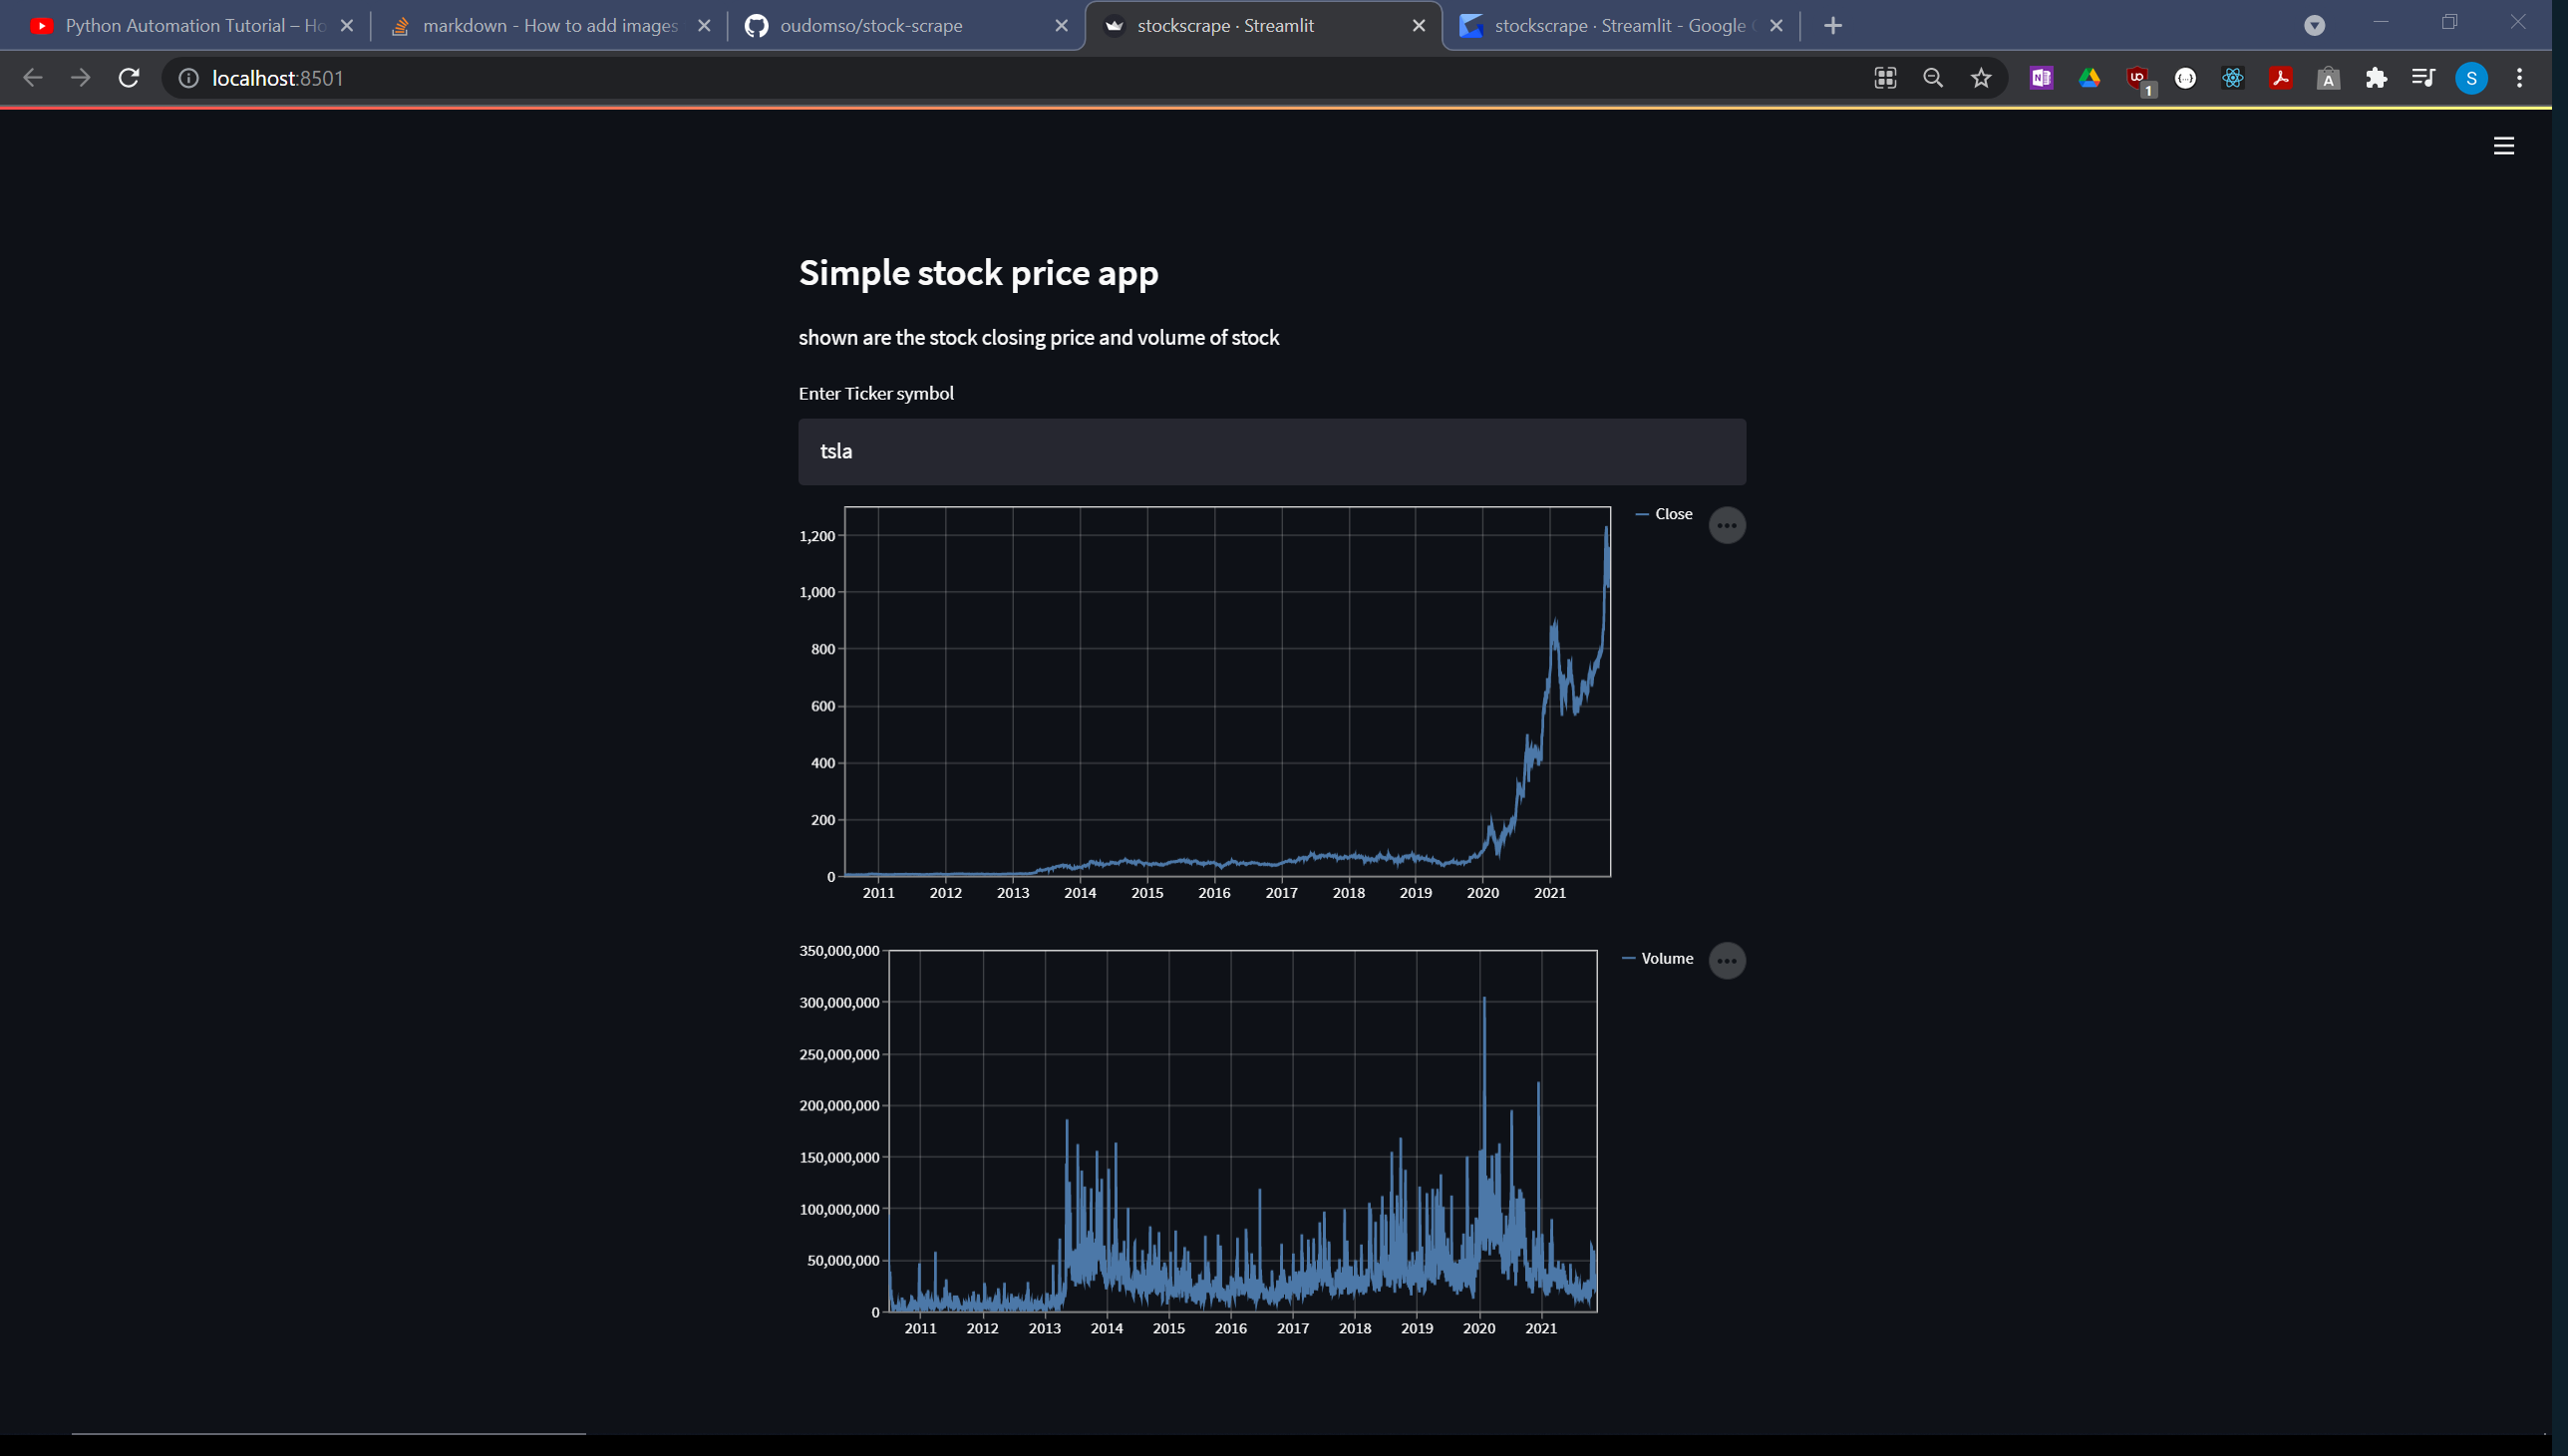 Python Automation Tutorial – Ho
markdown - How to add images
oudomso/stock-scrape
stockscrape · Streamlit
stockscrape · Streamlit - Google
localhost:8501
1
A
S
Simple stock price app
shown are the stock closing price and volume of stock
Enter Ticker symbol
tsla
Close
1,200
1,000
800
600
400
200
0
2011 2012 2013 2014 2015 2016 2017 2018 2019 2020 2021
Volume
350,000,000
300,000,000
250,000,000
200,000,000
150,000,000
100,000,000
50,000,000
0
2011 2012 2013 2014 2015 2016 2017 2018 2019 2020 2021